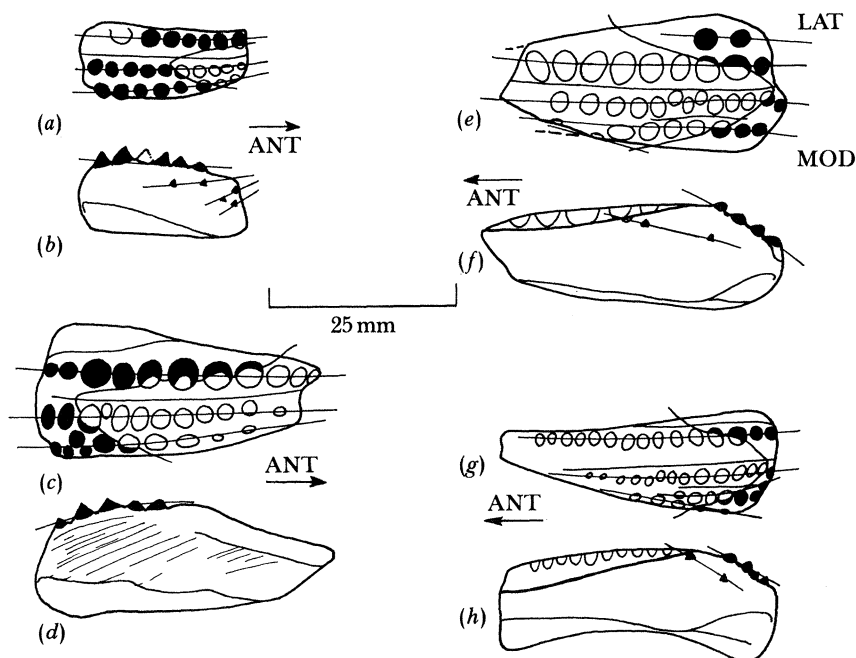 LAT
(a)
ANT
(e)
MOD
ANT
(b)
(f)
25 mm
(c)
ANT
(g)
ANT
(d)
(h)